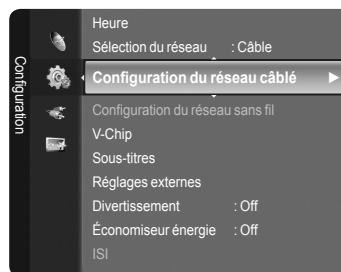 Configuration
Heure
Sélection du réseau : Câble
Configuration du réseau câblé
Configuration du réseau sans fil
V-Chip
Sous-titres
Réglages externes
Divertissement : Off
Économiseur énergie : Off
ISI